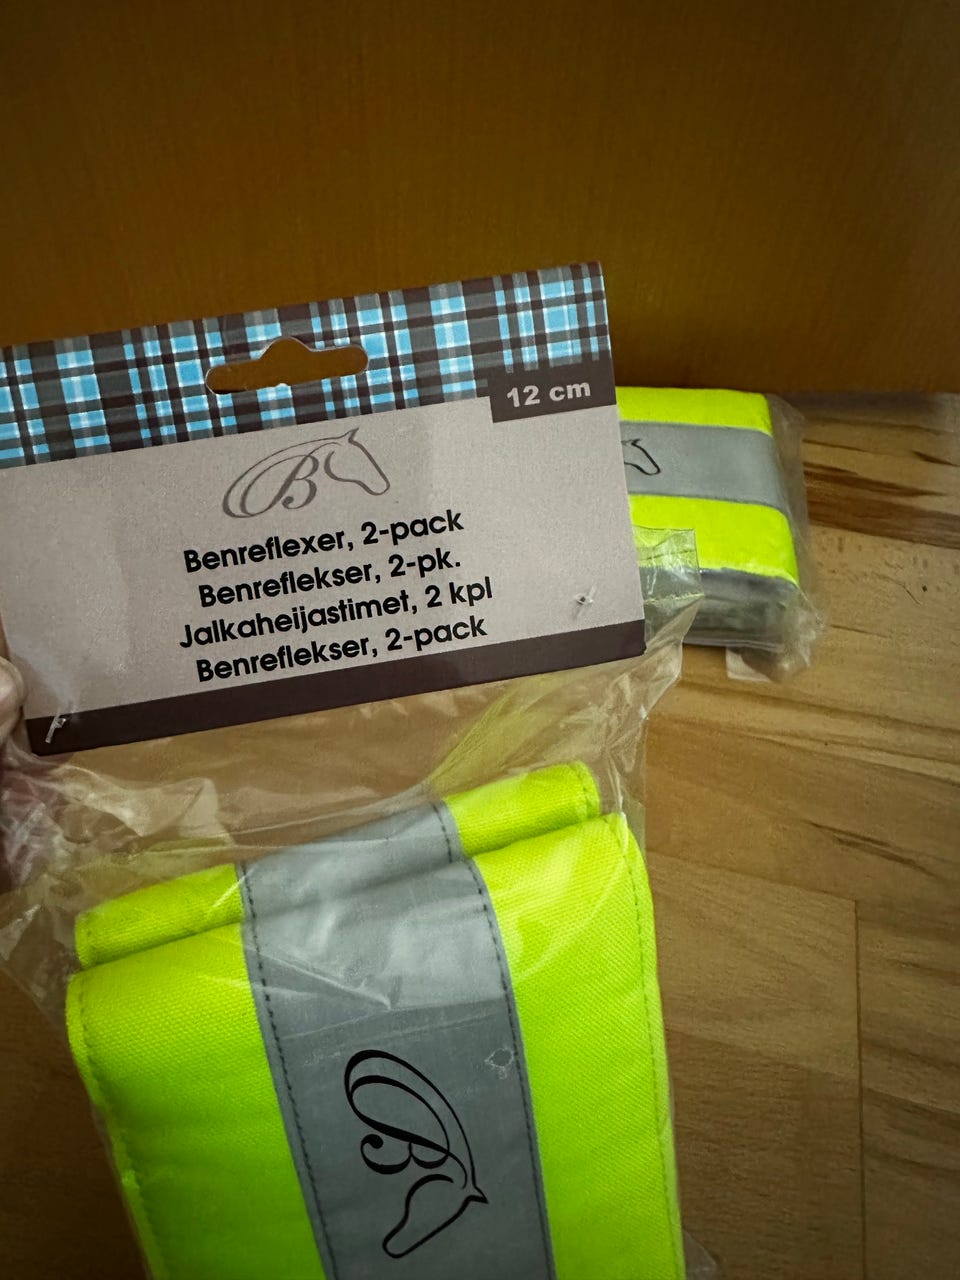 12 cm
B
Benreflexer, 2-pack
Benreflekser, 2-pk.
Jalkaheijastimet, 2 kpl
Benreflekser, 2-pack
B